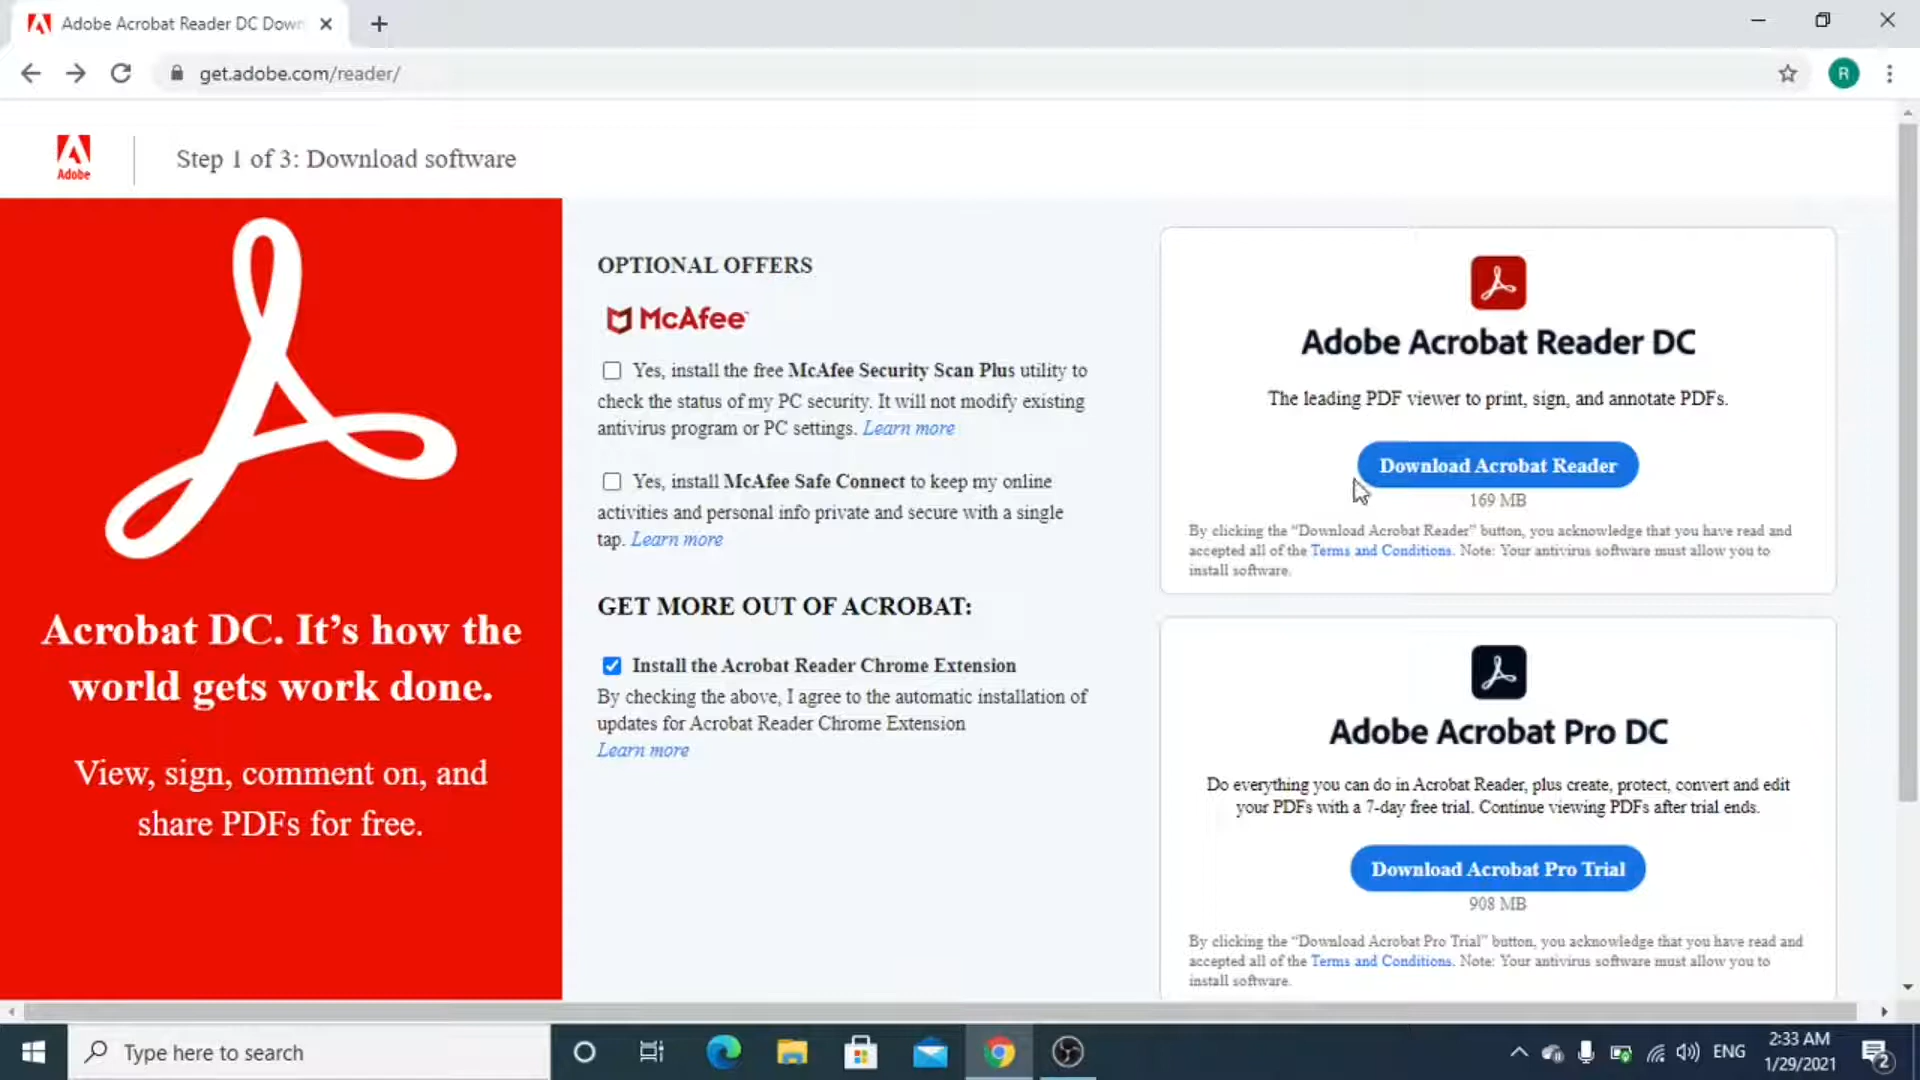 Adobe Acrobat Reader DC Down
get.adobe.com/reader/
R
Adobe
Step 1 of 3: Download software
Acrobat DC. It’s how the
world gets work done.
View, sign, comment on, and
share PDFs for free.
OPTIONAL OFFERS
McAfee™
Yes, install the free McAfee Security Scan Plus utility to
check the status of my PC security. It will not modify existing
antivirus program or PC settings. Learn more
Yes, install McAfee Safe Connect to keep my online
activities and personal info private and secure with a single
tap. Learn more
GET MORE OUT OF ACROBAT:
Install the Acrobat Reader Chrome Extension
By checking the above, I agree to the automatic installation of
updates for Acrobat Reader Chrome Extension
Learn more
Adobe Acrobat Reader DC
The leading PDF viewer to print, sign, and annotate PDFs.
Download Acrobat Reader
169 MB
By clicking the “Download Acrobat Reader” button, you acknowledge that you have read and
accepted all of the Terms and Conditions. Note: Your antivirus software must allow you to
install software.
Adobe Acrobat Pro DC
Do everything you can do in Acrobat Reader, plus create, protect, convert and edit
your PDFs with a 7-day free trial. Continue viewing PDFs after trial ends.
Download Acrobat Pro Trial
908 MB
By clicking the “Download Acrobat Pro Trial” button, you acknowledge that you have read and
accepted all of the Terms and Conditions. Note: Your antivirus software must allow you to
install software.
Type here to search
ENG
2:33 AM
1/29/2021
2